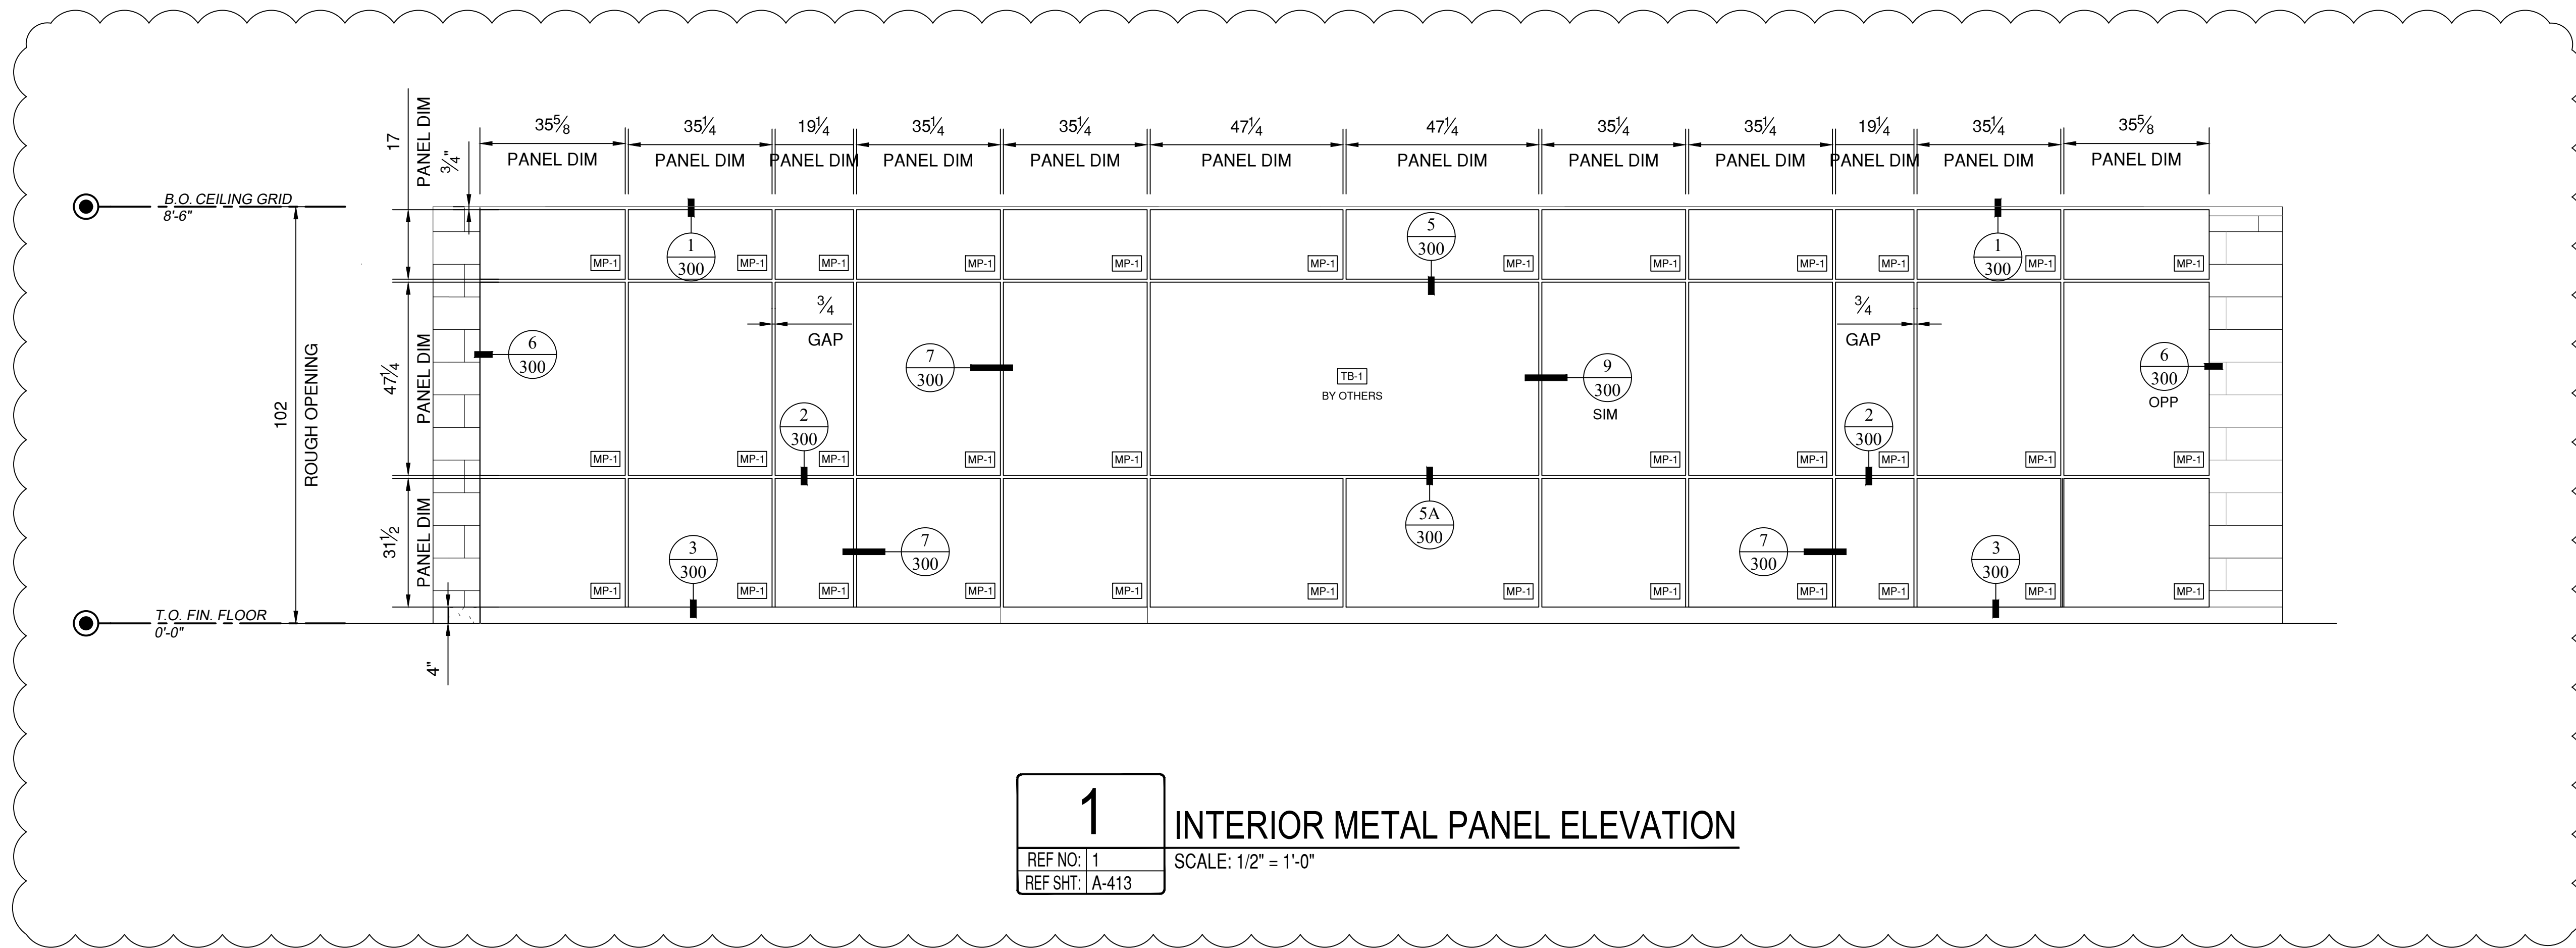 35⅝ 35¼ 19¼ 35¼ 35¼ 47¼ 47¼ 35¼ 35¼ 19¼ 35¼ 35⅝
PANEL DIM PANEL DIM PANEL DIM PANEL DIM PANEL DIM PANEL DIM PANEL DIM PANEL DIM PANEL DIM PANEL DIM PANEL DIM PANEL DIM
17
PANEL DIM
¾"
B.O. CEILING GRID
8'-6"
1
300
5
300
1
300
MP-1 MP-1 MP-1 MP-1 MP-1 MP-1 MP-1 MP-1 MP-1 MP-1 MP-1 MP-1
102
ROUGH OPENING
47¼
PANEL DIM
¾
GAP
¾
GAP
6
300
7
300
TB-1
BY OTHERS
9
300
SIM
6
300
OPP
2
300
2
300
MP-1 MP-1 MP-1 MP-1 MP-1 MP-1 MP-1 MP-1 MP-1 MP-1
31½
PANEL DIM
3
300
7
300
5A
300
7
300
3
300
MP-1 MP-1 MP-1 MP-1 MP-1 MP-1 MP-1 MP-1 MP-1 MP-1 MP-1 MP-1
T.O. FIN. FLOOR
0'-0"
4"
1
INTERIOR METAL PANEL ELEVATION
REF NO: 1
SCALE: 1/2" = 1'-0"
REF SHT: A-413